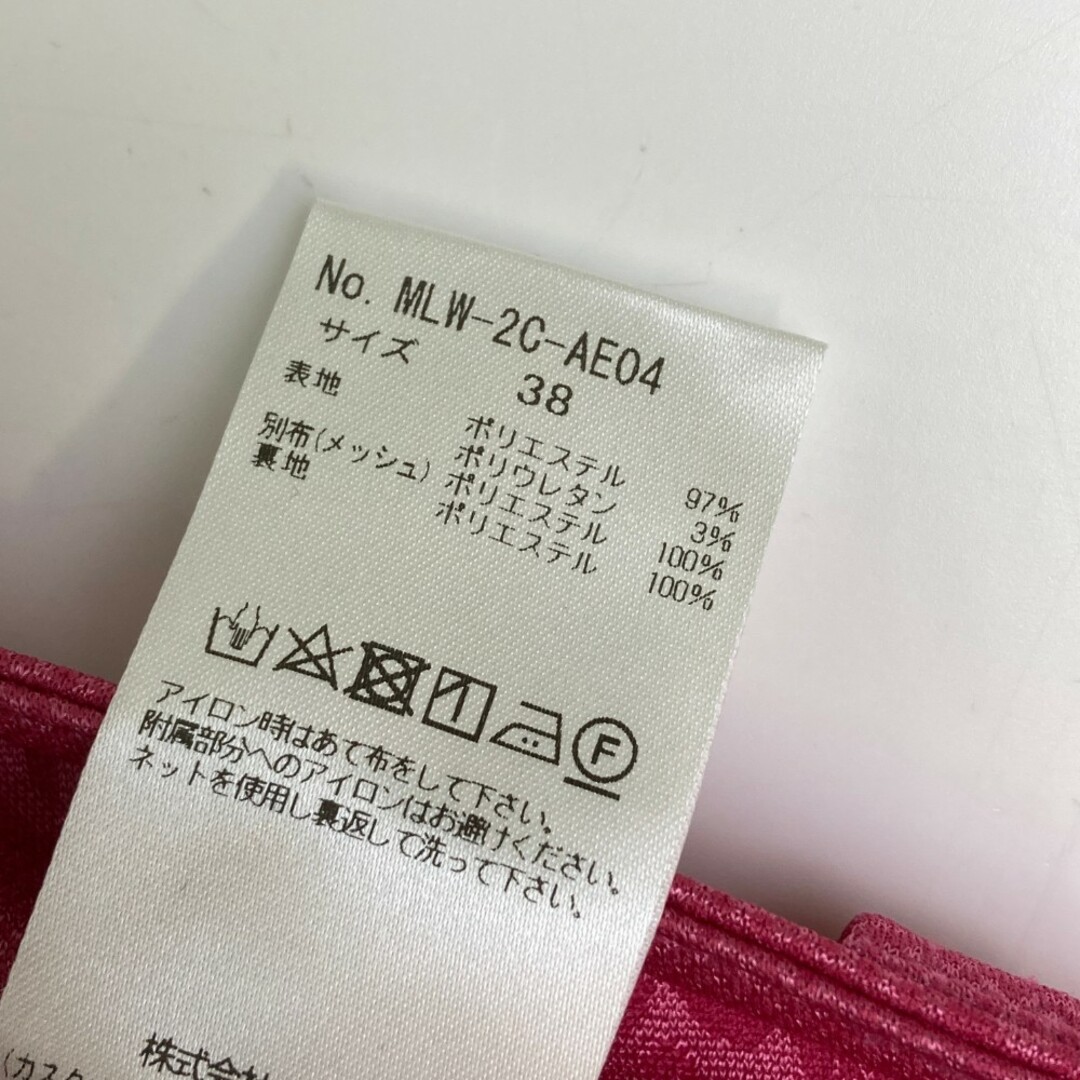 No. MLW-2C-AE04
サイズ 38
表地 ポリエステル 97%
ポリウレタン 3%
別布(メッシュ) ポリエステル 100%
裏地 ポリエステル 100%
F
アイロン時はあて布をして下さい。
附属部分へのアイロンはお避けください。
ネットを使用し裏返して洗って下さい。
株式会
(カスタ